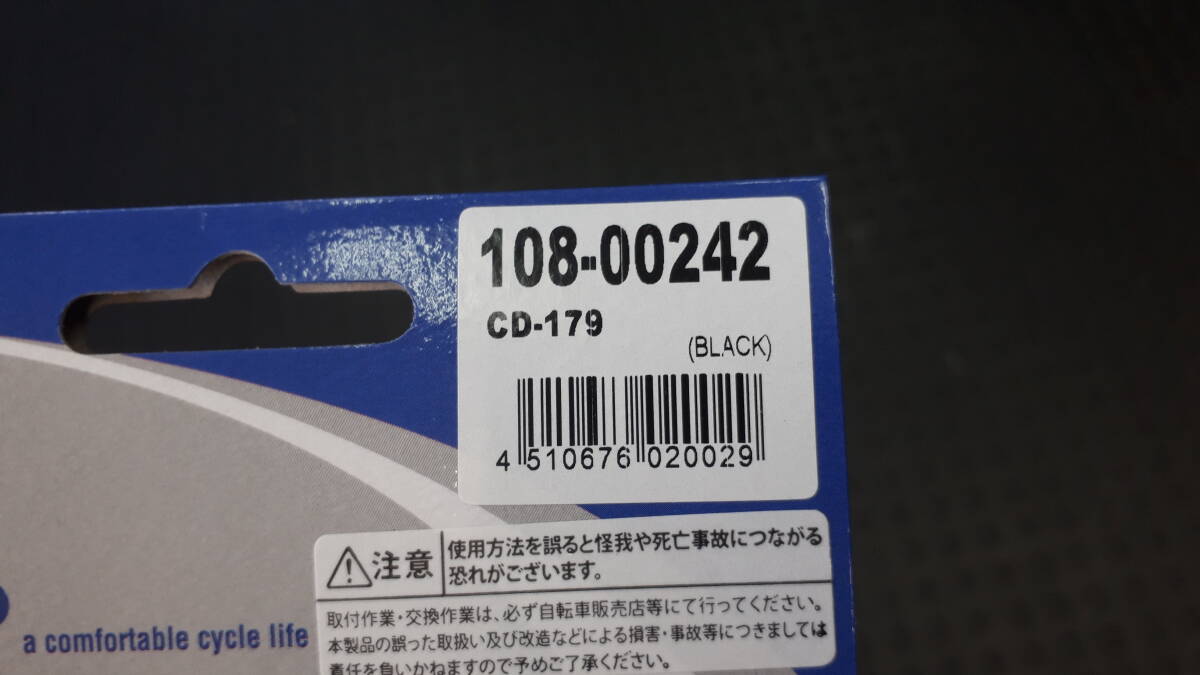 108-00242
CD-179
(BLACK)
4 510676 020029
注意
使用方法を誤ると怪我や死亡事故につながる
恐れがございます。
取付作業・交換作業は、必ず自転車販売店等にて行ってください。
本製品の誤った取扱い及び改造などによる損害・事故等につきましては
責任を負いかねますので予めご了承ください。
a comfortable cycle life